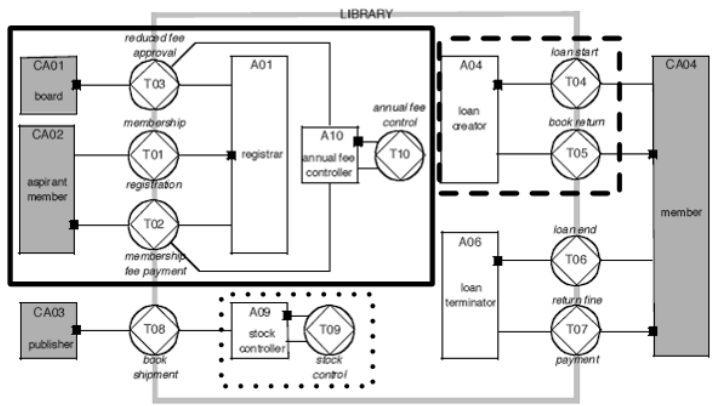 LIBRARY
reduced fee
approval
CA01
board
T03
A01
registrar
CA02
aspirant
member
membership
T01
registration
T02
membership
fee payment
A10
annual fee
controller
annual fee
control
T10
A04
loan
creator
loan start
T04
book return
T05
CA04
member
A06
loan
terminator
loan end
T06
return fine
T07
payment
CA03
publisher
T08
book
shipment
A09
stock
controller
T09
stock
control